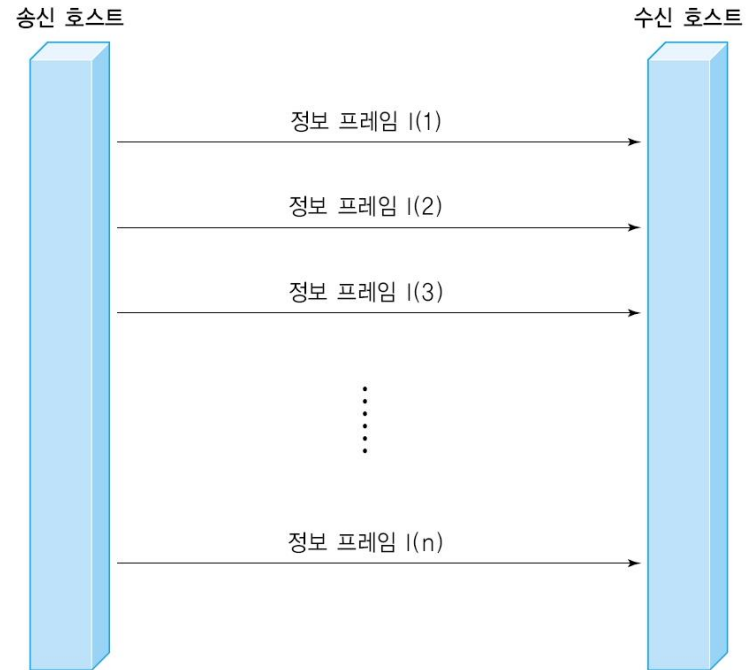 송신 호스트
수신 호스트
정보 프레임 I(1)
정보 프레임 I(2)
정보 프레임 I(3)
정보 프레임 I(n)